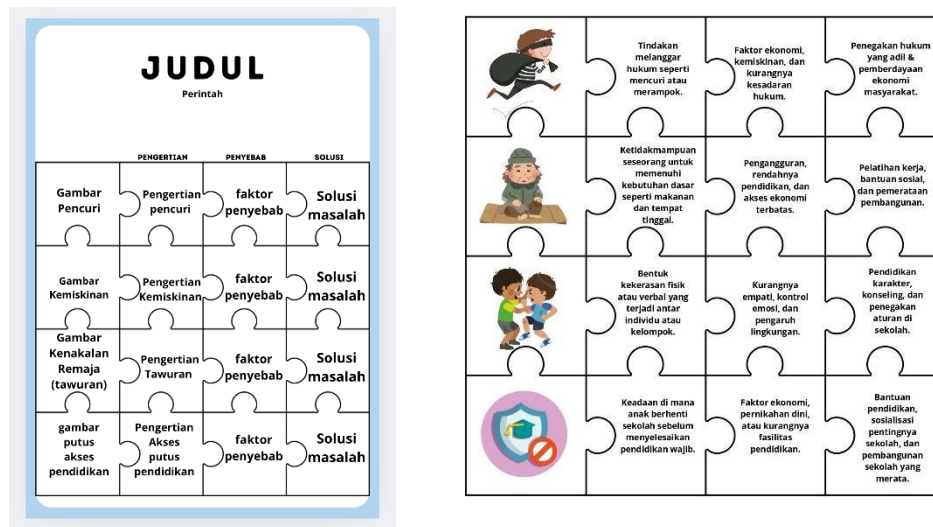 JUDUL
Perintah
PENGERTIAN PENYEBAB SOLUSI
Gambar
Pencuri
Pengertian
pencuri
faktor
penyebab
Solusi
masalah
Gambar
Kemiskinan
Pengertian
Kemiskinan
faktor
penyebab
Solusi
masalah
Gambar
Kenakalan
Remaja
(tawuran)
Pengertian
Tawuran
faktor
penyebab
Solusi
masalah
gambar
putus
akses
pendidikan
Pengertian
Akses
putus
pendidikan
faktor
penyebab
Solusi
masalah
Tindakan
melanggar
hukum seperti
mencuri atau
merampok.
Faktor ekonomi,
kemiskinan, dan
kurangnya
kesadaran
hukum.
Penegakan hukum
yang adil &
pemberdayaan
ekonomi
masyarakat.
Ketidakmampuan
seseorang untuk
memenuhi
kebutuhan dasar
seperti makanan
dan tempat
tinggal.
Pengangguran,
rendahnya
pendidikan, dan
akses ekonomi
terbatas.
Pelatihan kerja,
bantuan sosial,
dan pemerataan
pembangunan.
Bentuk
kekerasan fisik
atau verbal yang
terjadi antar
individu atau
kelompok.
Kurangnya
empati, kontrol
emosi, dan
pengaruh
lingkungan.
Pendidikan
karakter,
konseling, dan
penegakan
aturan di
sekolah.
Keadaan di mana
anak berhenti
sekolah sebelum
menyelesaikan
pendidikan wajib.
Faktor ekonomi,
pernikahan dini,
atau kurangnya
fasilitas
pendidikan.
Bantuan
pendidikan,
sosialisasi
pentingnya
sekolah, dan
pembangunan
sekolah yang
merata.